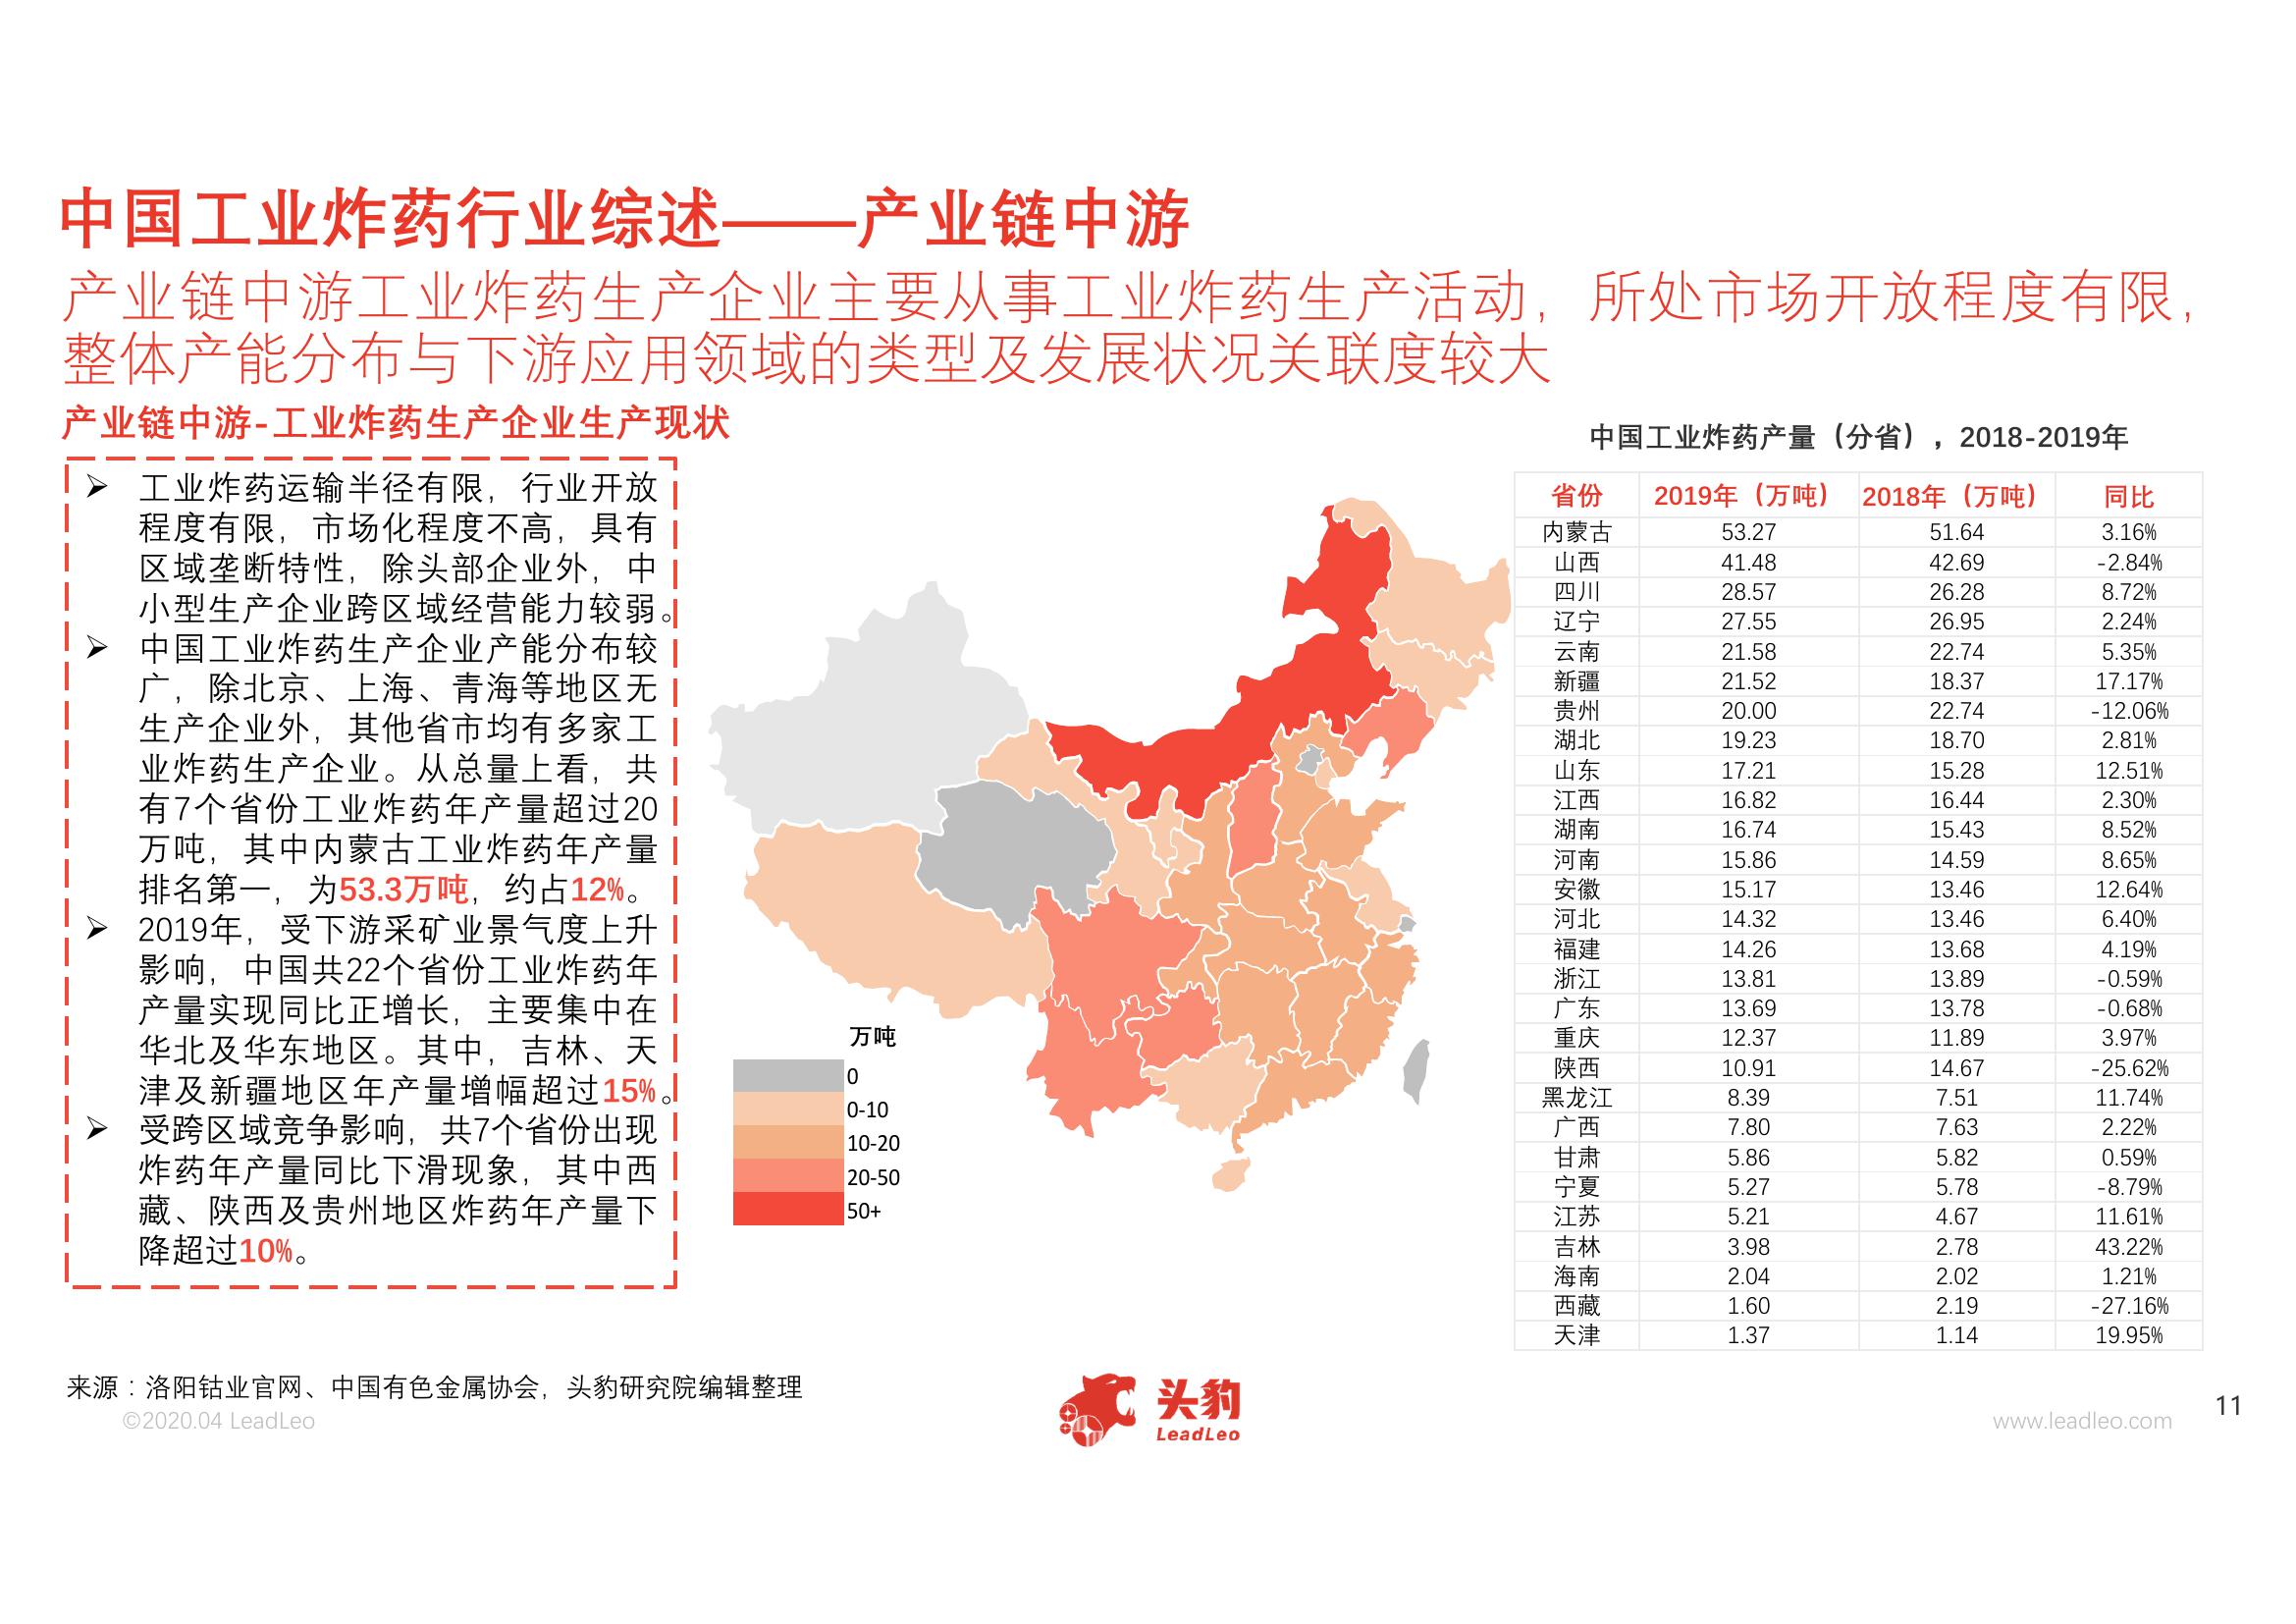 中国工业炸药行业综述——产业链中游
产业链中游工业炸药生产企业主要从事工业炸药生产活动，所处市场开放程度有限，
整体产能分布与下游应用领域的类型及发展状况关联度较大
产业链中游-工业炸药生产企业生产现状
➢ 工业炸药运输半径有限，行业开放
程度有限，市场化程度不高，具有
区域垄断特性，除头部企业外，中
小型生产企业跨区域经营能力较弱。
➢ 中国工业炸药生产企业产能分布较
广，除北京、上海、青海等地区无
生产企业外，其他省市均有多家工
业炸药生产企业。从总量上看，共
有7个省份工业炸药年产量超过20
万吨，其中内蒙古工业炸药年产量
排名第一，为53.3万吨，约占12%。
➢ 2019年，受下游采矿业景气度上升
影响，中国共22个省份工业炸药年
产量实现同比正增长，主要集中在
华北及华东地区。其中，吉林、天
津及新疆地区年产量增幅超过15%。
➢ 受跨区域竞争影响，共7个省份出现
炸药年产量同比下滑现象，其中西
藏、陕西及贵州地区炸药年产量下
降超过10%。
万吨
0
0-10
10-20
20-50
50+
中国工业炸药产量（分省），2018-2019年
省份 2019年（万吨） 2018年（万吨） 同比
内蒙古 53.27 51.64 3.16%
山西 41.48 42.69 -2.84%
四川 28.57 26.28 8.72%
辽宁 27.55 26.95 2.24%
云南 21.58 22.74 5.35%
新疆 21.52 18.37 17.17%
贵州 20.00 22.74 -12.06%
湖北 19.23 18.70 2.81%
山东 17.21 15.28 12.51%
江西 16.82 16.44 2.30%
湖南 16.74 15.43 8.52%
河南 15.86 14.59 8.65%
安徽 15.17 13.46 12.64%
河北 14.32 13.46 6.40%
福建 14.26 13.68 4.19%
浙江 13.81 13.89 -0.59%
广东 13.69 13.78 -0.68%
重庆 12.37 11.89 3.97%
陕西 10.91 14.67 -25.62%
黑龙江 8.39 7.51 11.74%
广西 7.80 7.63 2.22%
甘肃 5.86 5.82 0.59%
宁夏 5.27 5.78 -8.79%
江苏 5.21 4.67 11.61%
吉林 3.98 2.78 43.22%
海南 2.04 2.02 1.21%
西藏 1.60 2.19 -27.16%
天津 1.37 1.14 19.95%
来源：洛阳钴业官网、中国有色金属协会，头豹研究院编辑整理
©2020.04 LeadLeo
头豹
LeadLeo
www.leadleo.com
11